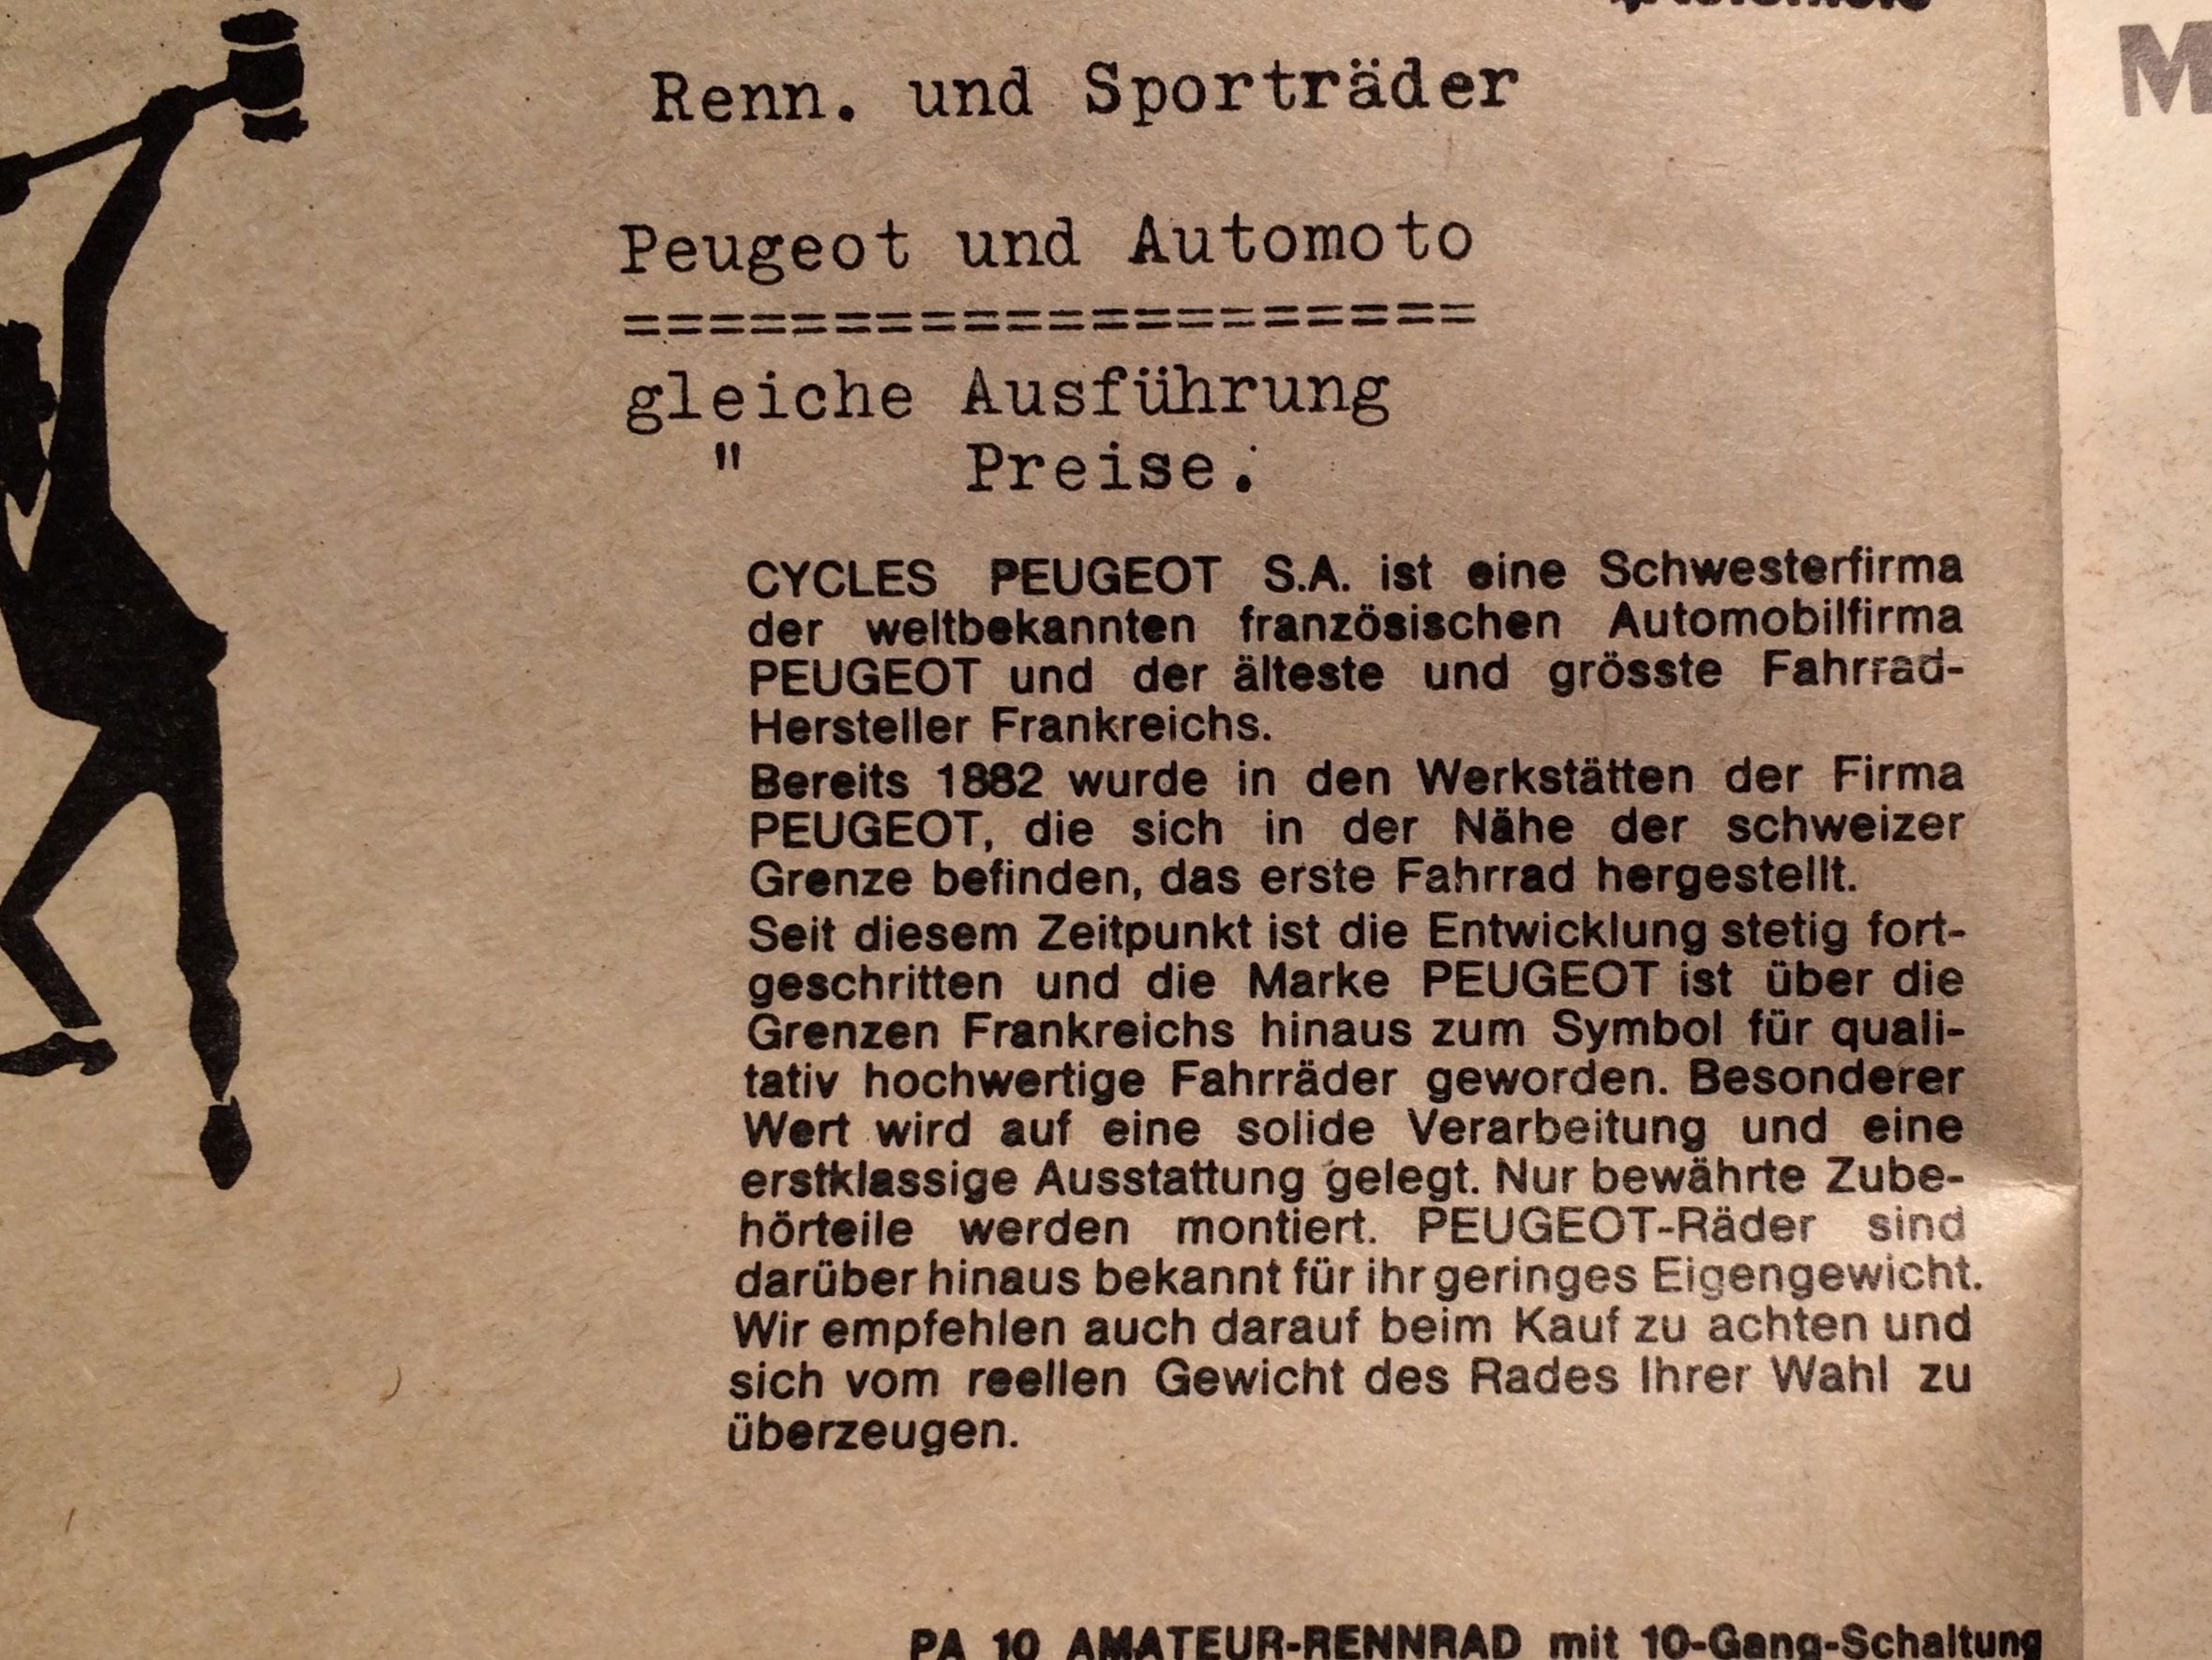 Renn. und Sporträder
Peugeot und Automoto
====================
gleiche Ausführung
" Preise.
CYCLES PEUGEOT S.A. ist eine Schwesterfirma
der weltbekannten französischen Automobilfirma
PEUGEOT und der älteste und grösste Fahrrad-
Hersteller Frankreichs.
Bereits 1882 wurde in den Werkstätten der Firma
PEUGEOT, die sich in der Nähe der schweizer
Grenze befinden, das erste Fahrrad hergestellt.
Seit diesem Zeitpunkt ist die Entwicklung stetig fort-
geschritten und die Marke PEUGEOT ist über die
Grenzen Frankreichs hinaus zum Symbol für quali-
tativ hochwertige Fahrräder geworden. Besonderer
Wert wird auf eine solide Verarbeitung und eine
erstklassige Ausstattung gelegt. Nur bewährte Zube-
hörteile werden montiert. PEUGEOT-Räder sind
darüber hinaus bekannt für ihr geringes Eigengewicht.
Wir empfehlen auch darauf beim Kauf zu achten und
sich vom reellen Gewicht des Rades Ihrer Wahl zu
überzeugen.
PA 10 AMATEUR-RENNRAD mit 10-Gang-Schaltung
M